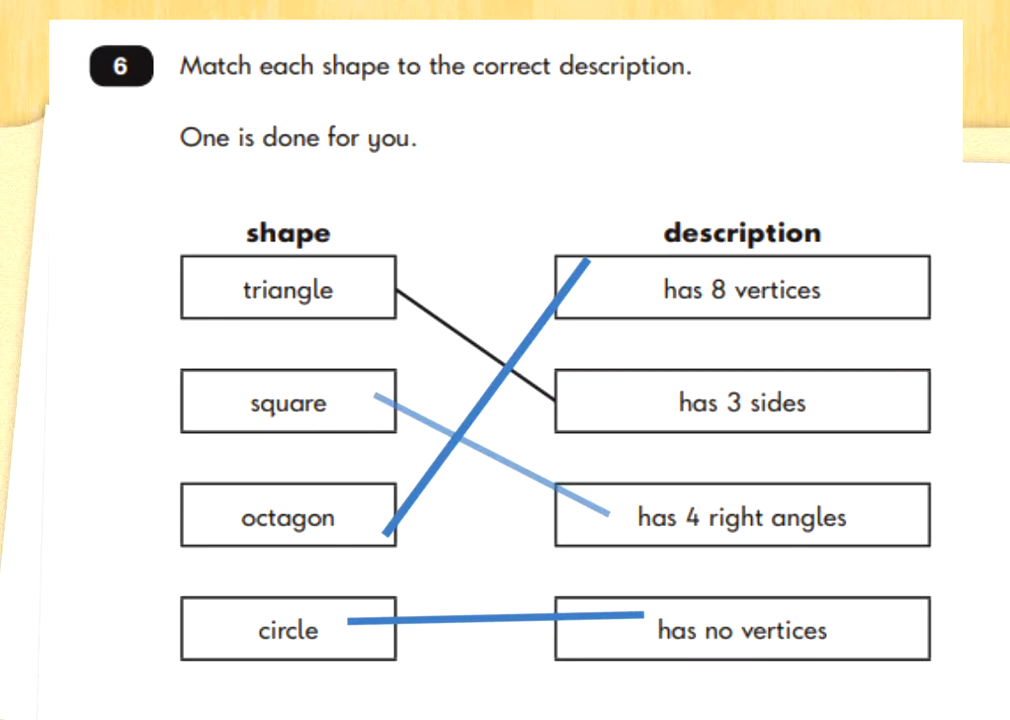 6 Match each shape to the correct description.
One is done for you.
shape description
triangle has 8 vertices
square has 3 sides
octagon has 4 right angles
circle has no vertices